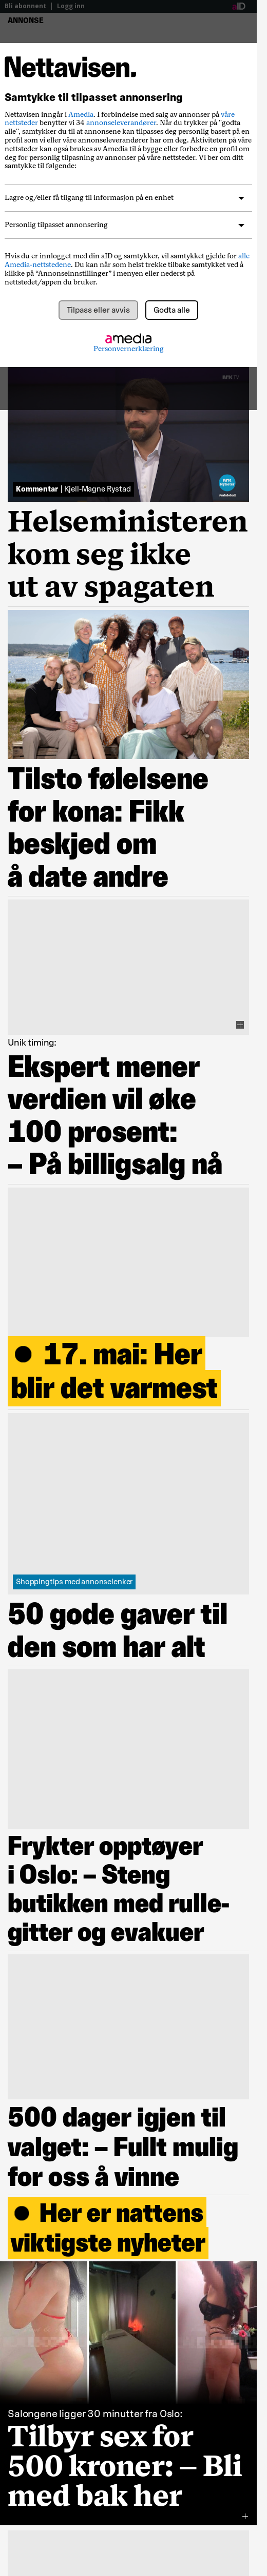 Bli abonnent | Logg inn
aID
ANNONSE
Nettavisen.
Samtykke til tilpasset annonsering
Nettavisen inngår i Amedia. I forbindelse med salg av annonser på våre
nettsteder benytter vi 34 annonseleverandører. Når du trykker på "godta
alle", samtykker du til at annonsene kan tilpasses deg personlig basert på en
profil som vi eller våre annonseleverandører har om deg. Aktiviteten på våre
nettsteder kan også brukes av Amedia til å bygge eller forbedre en profil om
deg for personlig tilpasning av annonser på våre nettsteder. Vi ber om ditt
samtykke til følgende:
Lagre og/eller få tilgang til informasjon på en enhet
Personlig tilpasset annonsering
Hvis du er innlogget med din aID og samtykker, vil samtykket gjelde for alle
Amedia-nettstedene. Du kan når som helst trekke tilbake samtykket ved å
klikke på “Annonseinnstillinger” i menyen eller nederst på
nettstedet/appen du bruker.
Tilpass eller avvis
Godta alle
amedia
Personvernerklæring
Kommentar | Kjell-Magne Rystad
Helseministeren
kom seg ikke
ut av spagaten
Tilsto følelsene
for kona: Fikk
beskjed om
å date andre
Unik timing:
Ekspert mener
verdien vil øke
100 prosent:
– På billigsalg nå
● 17. mai: Her
blir det varmest
Shoppingtips med annonselenker
50 gode gaver til
den som har alt
Frykter opptøyer
i Oslo: – Steng
butikken med rulle-
gitter og evakuer
500 dager igjen til
valget: – Fullt mulig
for oss å vinne
● Her er nattens
viktigste nyheter
Salongene ligger 30 minutter fra Oslo:
Tilbyr sex for
500 kroner: – Bli
med bak her